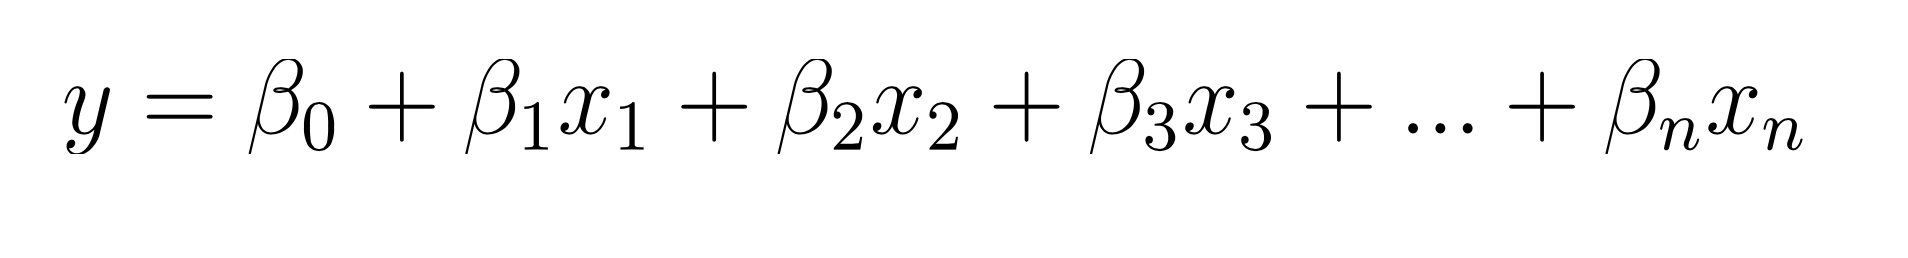 y = β₀ + β₁x₁ + β₂x₂ + β₃x₃ + ... + βₙxₙ